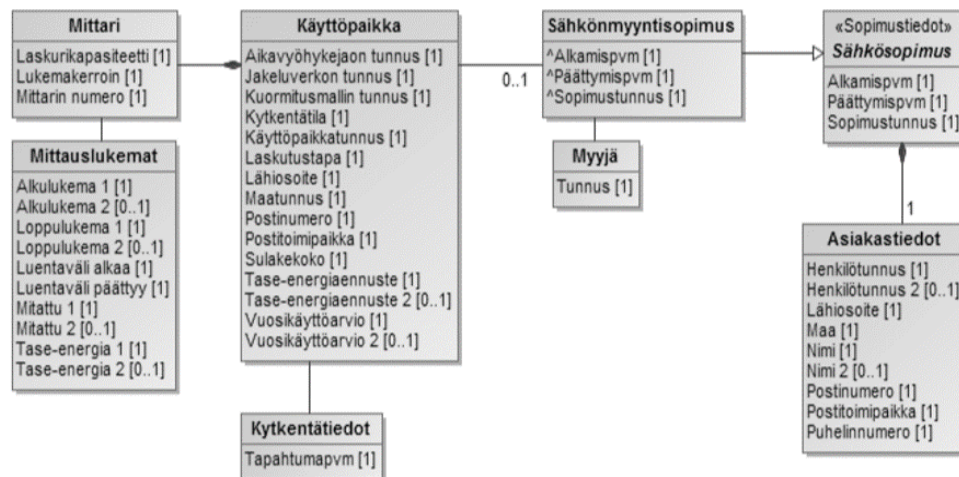 Mittari
Laskurikapasiteetti [1]
Lukemakerroin [1]
Mittarin numero [1]
Mittauslukemat
Alkulukema 1 [1]
Alkulukema 2 [0..1]
Loppulukema 1 [1]
Loppulukema 2 [0..1]
Luentaväli alkaa [1]
Luentaväli päättyy [1]
Mitattu 1 [1]
Mitattu 2 [0..1]
Tase-energia 1 [1]
Tase-energia 2 [0..1]
Käyttöpaikka
Aikavyöhykejaon tunnus [1]
Jakeluverkon tunnus [1]
Kuormitusmallin tunnus [1]
Kytkentätila [1]
Käyttöpaikkatunnus [1]
Laskutustapa [1]
Lähiosoite [1]
Maatunnus [1]
Postinumero [1]
Postitoimipaikka [1]
Sulakekoko [1]
Tase-energiaennuste [1]
Tase-energiaennuste 2 [0..1]
Vuosikäyttöarvio [1]
Vuosikäyttöarvio 2 [0..1]
Kytkentätiedot
Tapahtumapvm [1]
0..1
Sähkönmyyntisopimus
^Alkamispvm [1]
^Päättymispvm [1]
^Sopimustunnus [1]
Myyjä
Tunnus [1]
«Sopimustiedot»
Sähkösopimus
Alkamispvm [1]
Päättymispvm [1]
Sopimustunnus [1]
1
Asiakastiedot
Henkilötunnus [1]
Henkilötunnus 2 [0..1]
Lähiosoite [1]
Maa [1]
Nimi [1]
Nimi 2 [0..1]
Postinumero [1]
Postitoimipaikka [1]
Puhelinnumero [1]